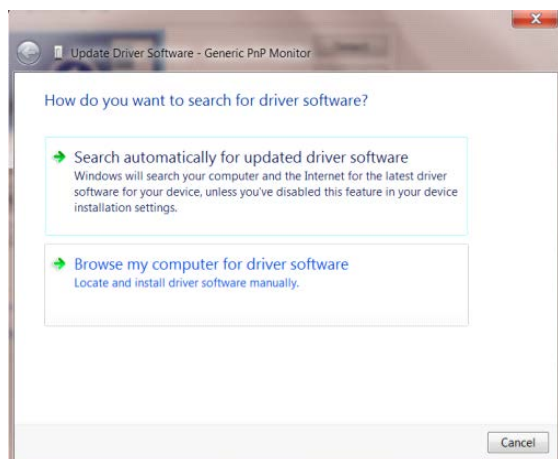 Update Driver Software - Generic PnP Monitor
How do you want to search for driver software?
Search automatically for updated driver software
Windows will search your computer and the Internet for the latest driver
software for your device, unless you've disabled this feature in your device
installation settings.
Browse my computer for driver software
Locate and install driver software manually.
Cancel